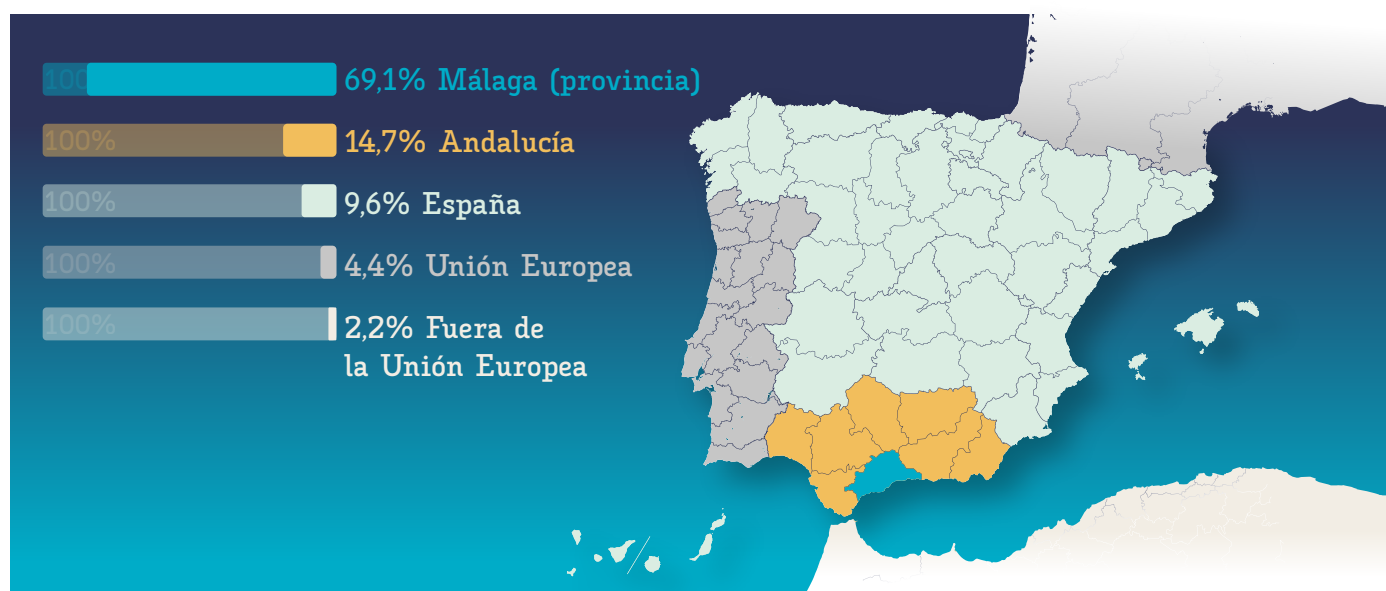 100 69,1% Málaga (provincia)
100% 14,7% Andalucía
100% 9,6% España
100% 4,4% Unión Europea
100% 2,2% Fuera de
la Unión Europea